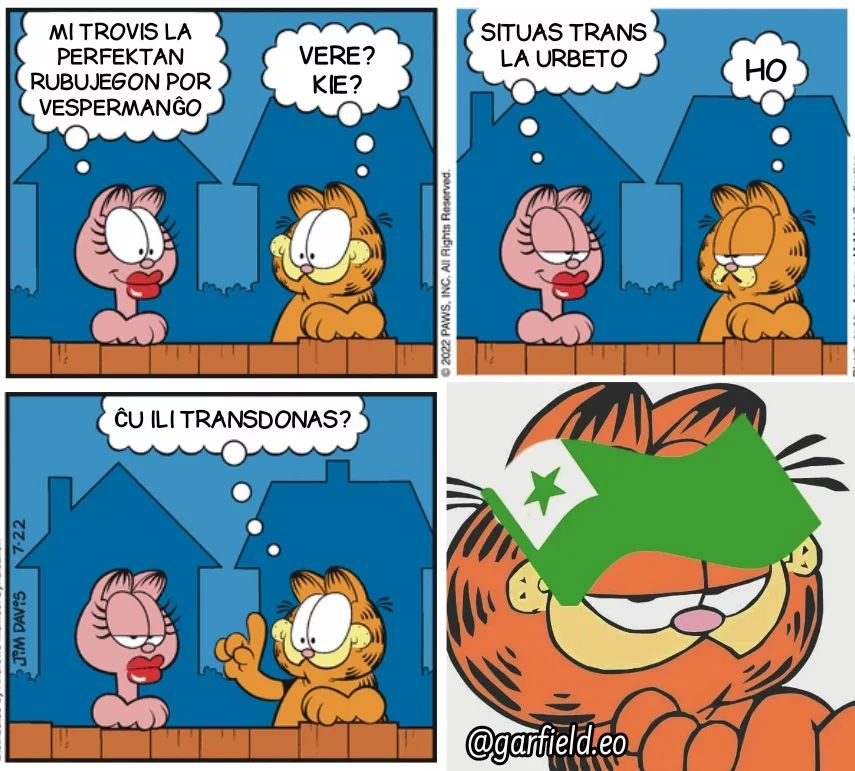 MI TROVIS LA
PERFEKTAN
RUBUJEGON POR
VESPERMANĜO
VERE?
KIE?
© 2022 PAWS, INC. All Rights Reserved.
SITUAS TRANS
LA URBETO
HO
ĈU ILI TRANSDONAS?
JIM DAVIS 7-22
@garfield.eo